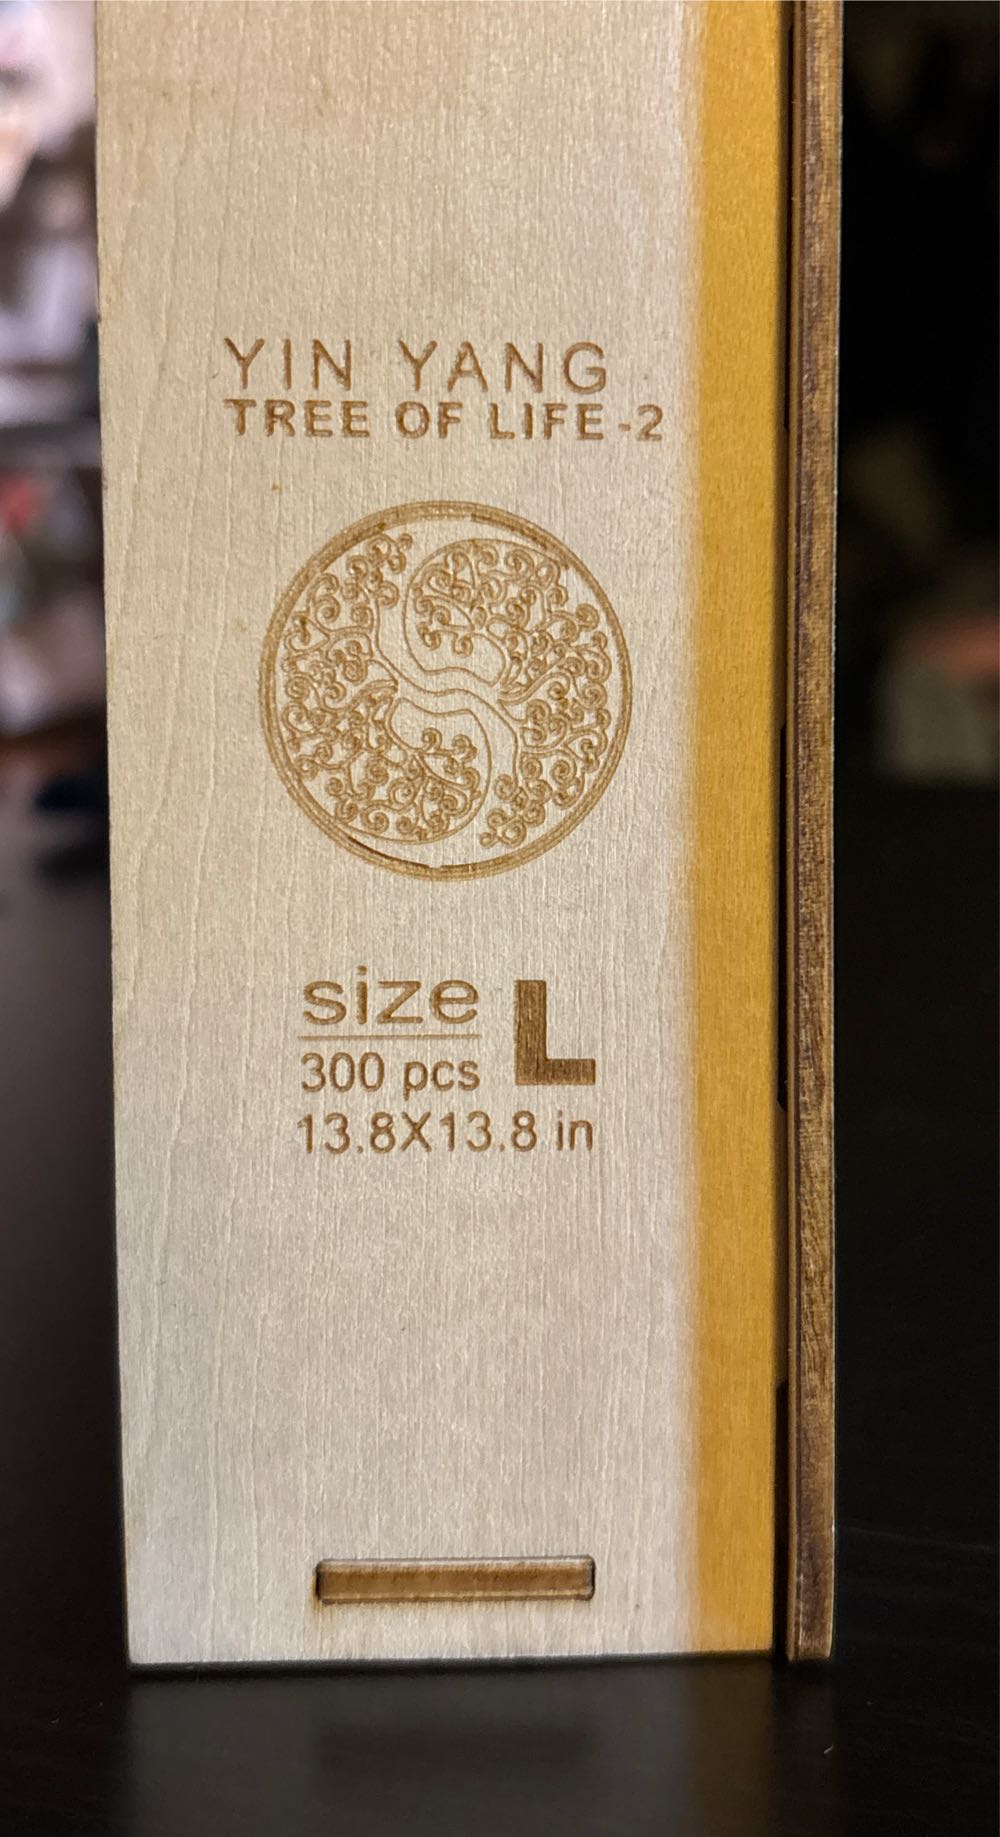 YIN YANG
TREE OF LIFE-2
size L
300 pcs
13.8X13.8 in